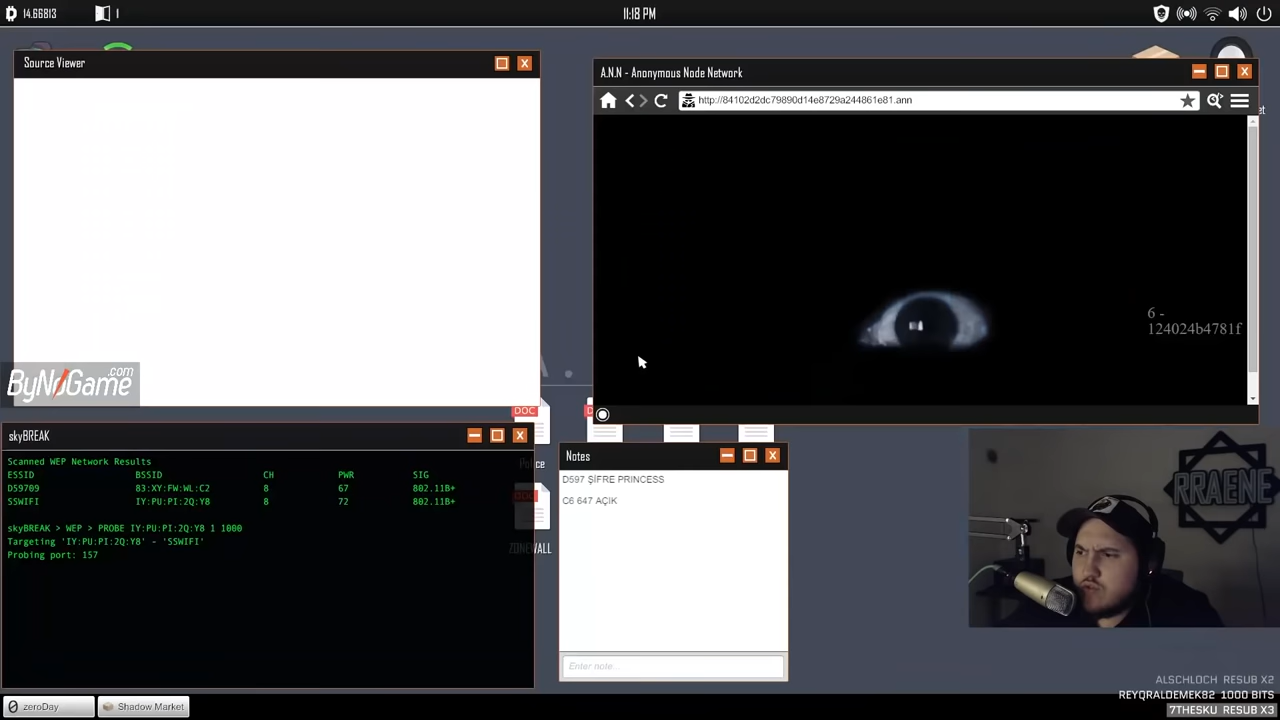 14.66813
1
11:18 PM
Source Viewer
A.N.N - Anonymous Node Network
http://84102d2dc79890d14e8729a244861e81.ann
6 -
124024b4781f
ByNoGame.com
skyBREAK
Scanned WEP Network Results
ESSID BSSID CH PWR SIG
D59709 83:XY:FW:WL:C2 8 67 802.11B+
SSWIFI IY:PU:PI:2Q:Y8 8 72 802.11B+
skyBREAK > WEP > PROBE IY:PU:PI:2Q:Y8 1 1000
Targeting 'IY:PU:PI:2Q:Y8' - 'SSWIFI'
Probing port: 157
DOC
Notes
D597 ŞİFRE PRINCESS
C6 647 AÇIK
Enter note...
ZONEWALL
RRAENE
ALSCHLOCH RESUB X2
REYQRALDEMEK82 1000 BITS
7THESKU RESUB X3
zeroDay
Shadow Market